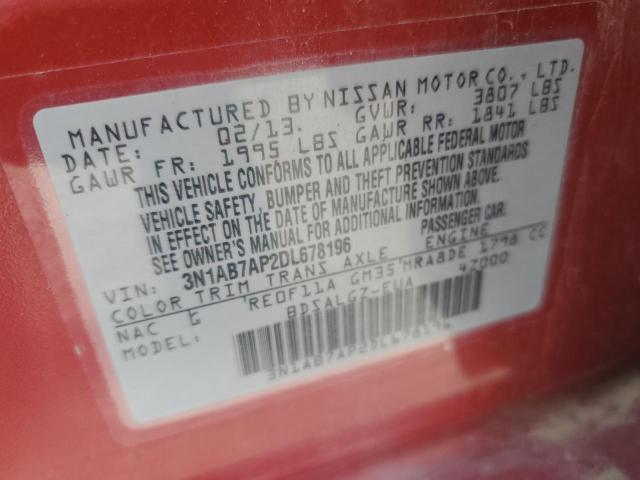 MANUFACTURED BY NISSAN MOTOR CO., LTD.
DATE: 02/13. GVWR: 3807 LBS
GAWR FR: 1995 LBS GAWR RR: 1841 LBS
THIS VEHICLE CONFORMS TO ALL APPLICABLE FEDERAL MOTOR
VEHICLE SAFETY, BUMPER AND THEFT PREVENTION STANDARDS
IN EFFECT ON THE DATE OF MANUFACTURE SHOWN ABOVE.
SEE OWNER'S MANUAL FOR ADDITIONAL INFORMATION.
VIN: 3N1AB7AP2DL678196 PASSENGER CAR
COLOR TRIM TRANS AXLE ENGINE
NAC G RE0F11A GM35 MRA8DE 1798 CC
MODEL: BDSALGZ-EUA 47000
3N1AB7AP2DL678196